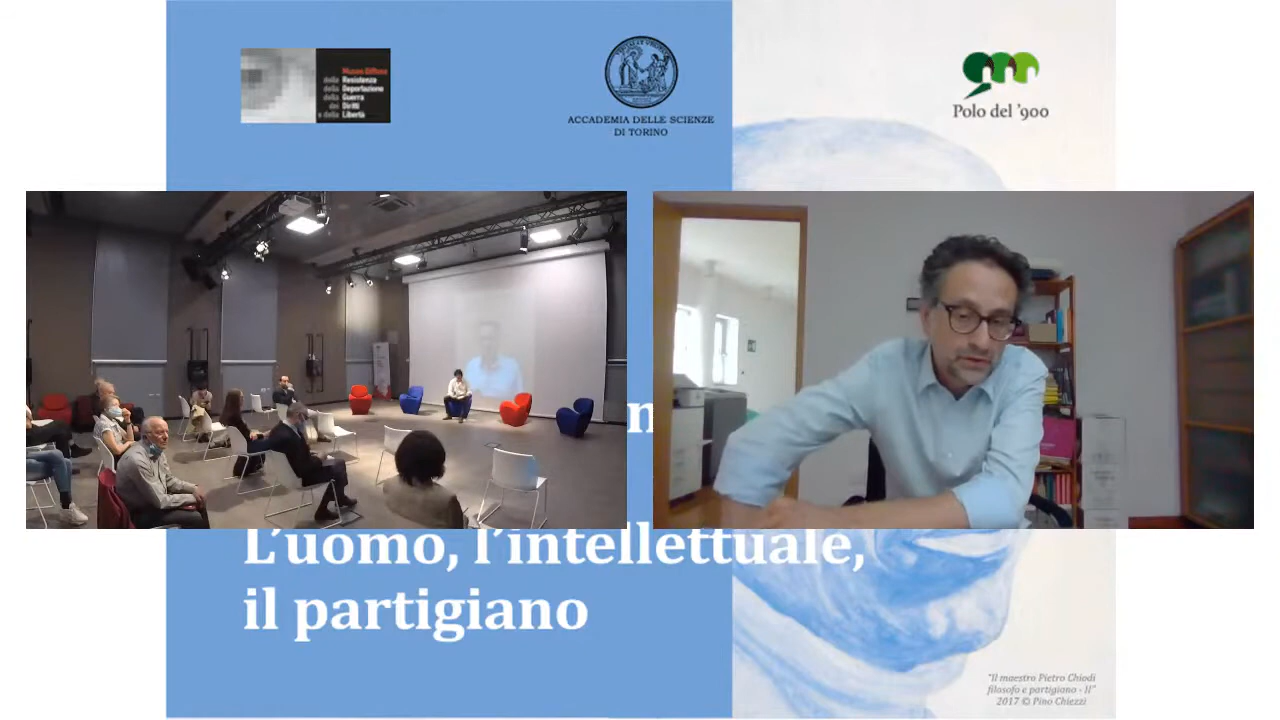 Museo Diffuso
della Resistenza
della Deportazione
della Guerra
dei Diritti
e della Libertà
ACCADEMIA DELLE SCIENZE
DI TORINO
Polo del '900
n
L'uomo, l'intellettuale,
il partigiano
"Il maestro Pietro Chiodi
filosofo e partigiano - II"
2017 © Pino Chiezzi